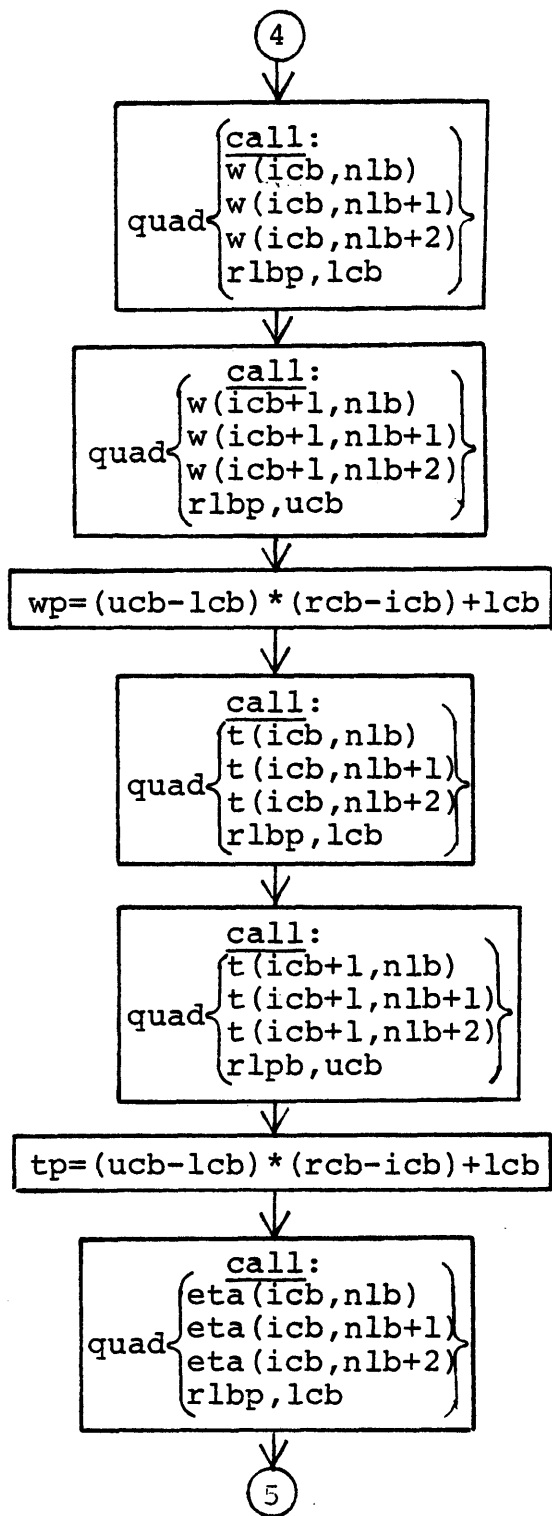 4
call:
w(icb,nlb)
w(icb,nlb+1)
quad
w(icb,nlb+2)
rlbp,lcb
call:
w(icb+1,nlb)
w(icb+1,nlb+1)
quad
w(icb+1,nlb+2)
rlbp,ucb
wp=(ucb-lcb)*(rcb-icb)+lcb
call:
t(icb,nlb)
t(icb,nlb+1)
quad
t(icb,nlb+2)
rlbp,lcb
call:
t(icb+1,nlb)
t(icb+1,nlb+1)
quad
t(icb+1,nlb+2)
rlpb,ucb
tp=(ucb-lcb)*(rcb-icb)+lcb
call:
eta(icb,nlb)
eta(icb,nlb+1)
quad
eta(icb,nlb+2)
rlbp,lcb
5